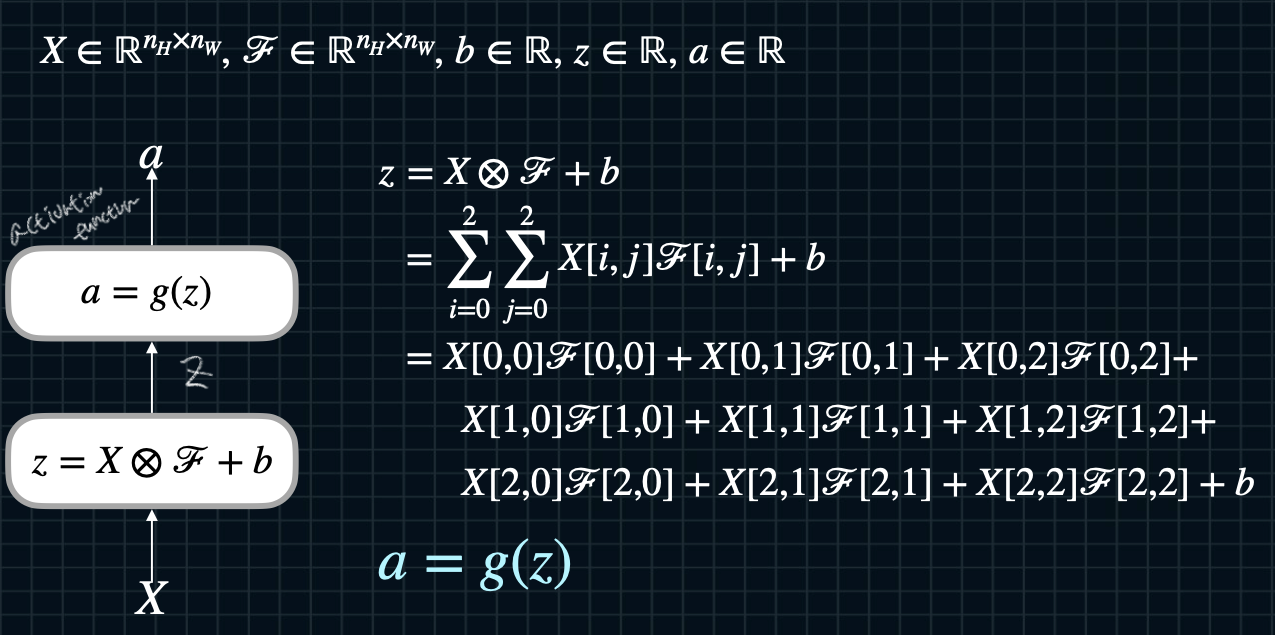 X ∈ ℝ^{n_H×n_W}, ℱ ∈ ℝ^{n_H×n_W}, b ∈ ℝ, z ∈ ℝ, a ∈ ℝ
a
activation
function
a = g(z)
z
z = X ⊗ ℱ + b
X
z = X ⊗ ℱ + b
= ∑_{i=0}^{2} ∑_{j=0}^{2} X[i, j]ℱ[i, j] + b
= X[0,0]ℱ[0,0] + X[0,1]ℱ[0,1] + X[0,2]ℱ[0,2]+
X[1,0]ℱ[1,0] + X[1,1]ℱ[1,1] + X[1,2]ℱ[1,2]+
X[2,0]ℱ[2,0] + X[2,1]ℱ[2,1] + X[2,2]ℱ[2,2] + b
a = g(z)